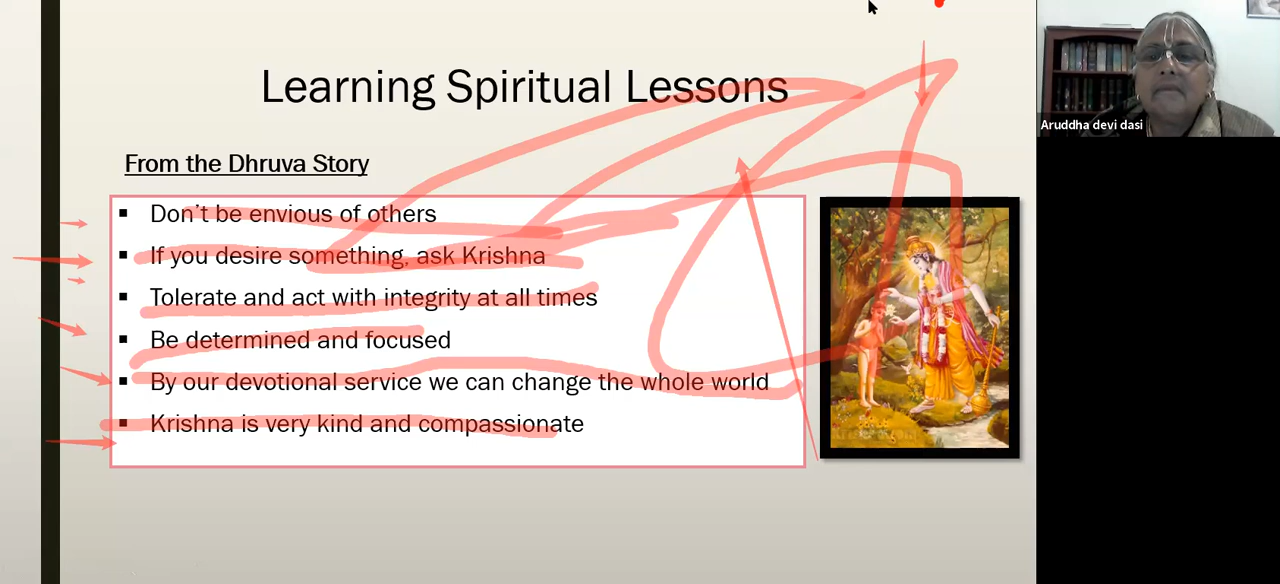 Learning Spiritual Lessons
Aruddha devi dasi
From the Dhruva Story
▪ Don't be envious of others
▪ If you desire something, ask Krishna
▪ Tolerate and act with integrity at all times
▪ Be determined and focused
▪ By our devotional service we can change the whole world
▪ Krishna is very kind and compassionate